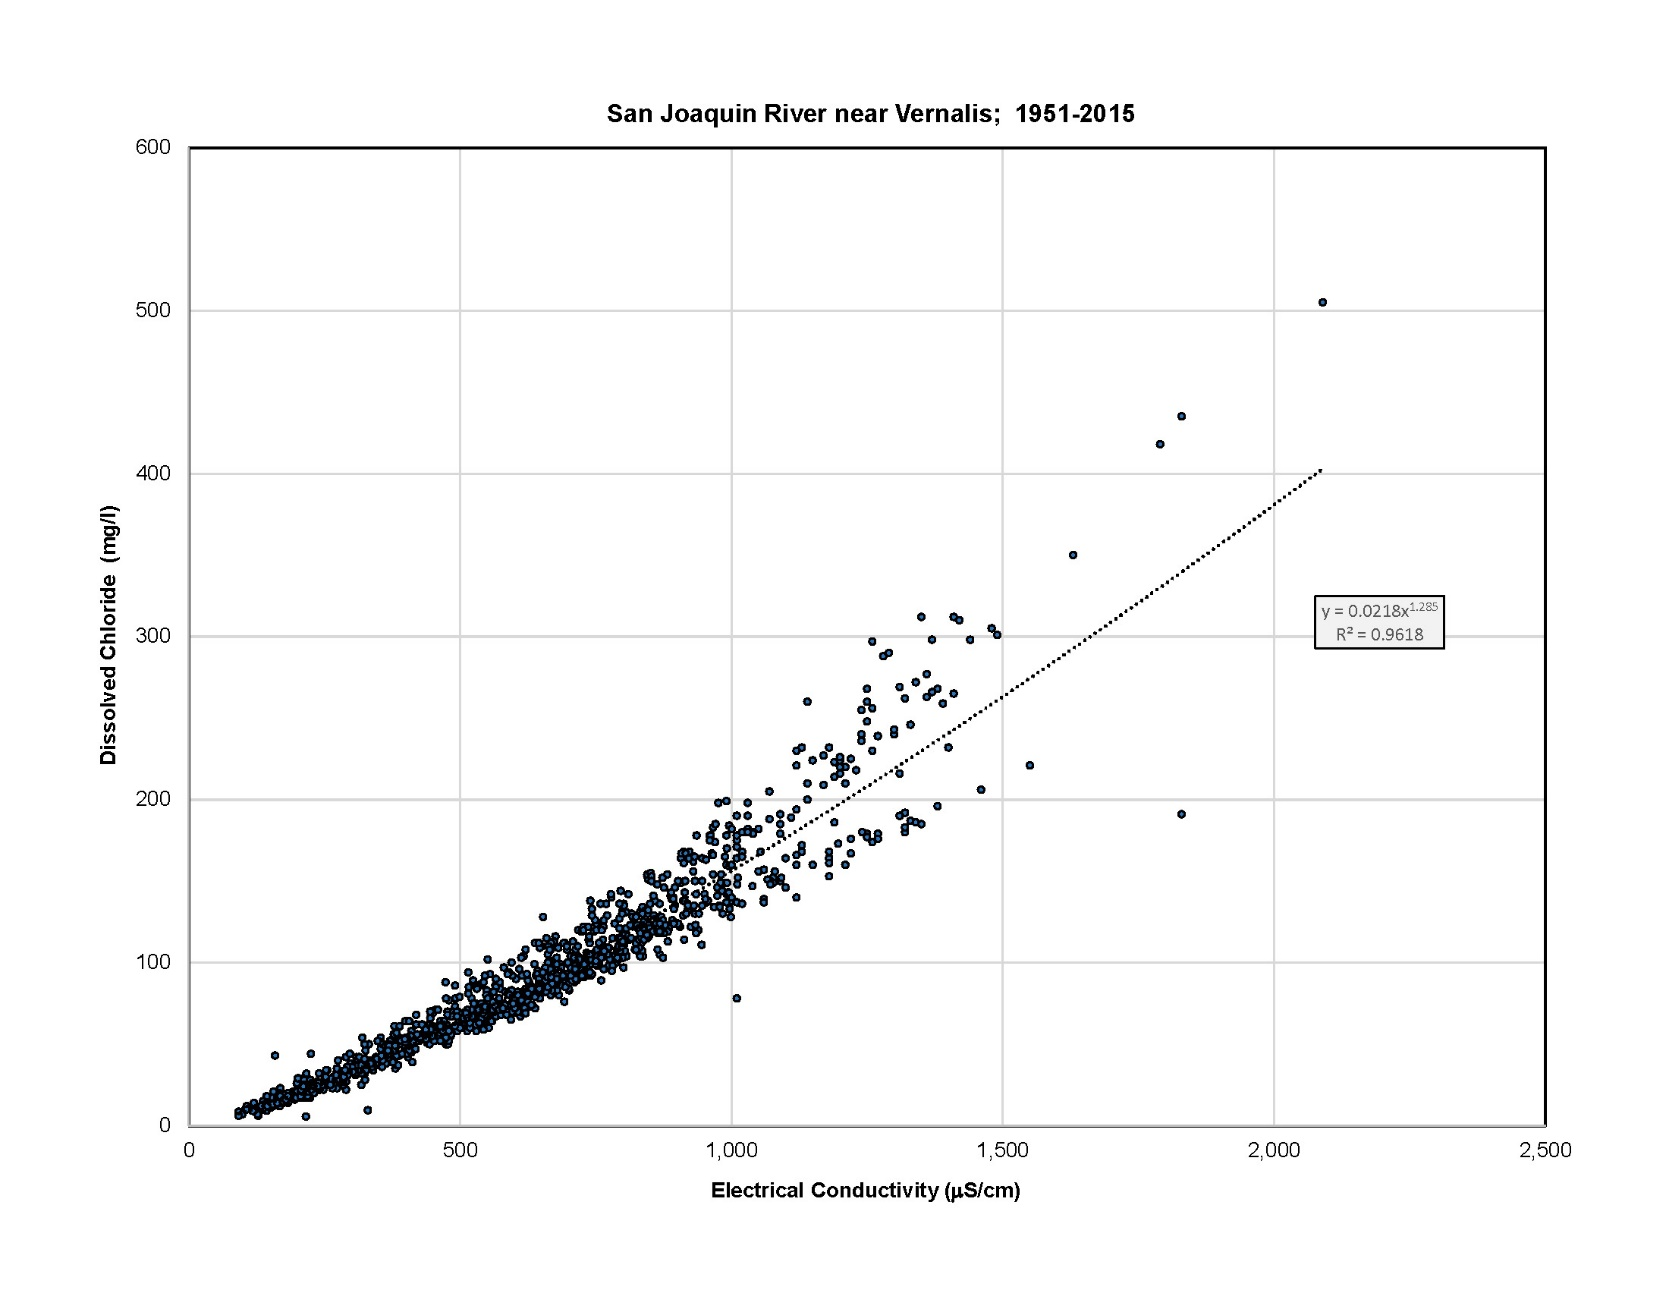 San Joaquin River near Vernalis;  1951-2015
600
500
400
300
200
100
0
Dissolved Chloride  (mg/l)
y = 0.0218x^1.285
R² = 0.9618
0 500 1,000 1,500 2,000 2,500
Electrical Conductivity (µS/cm)